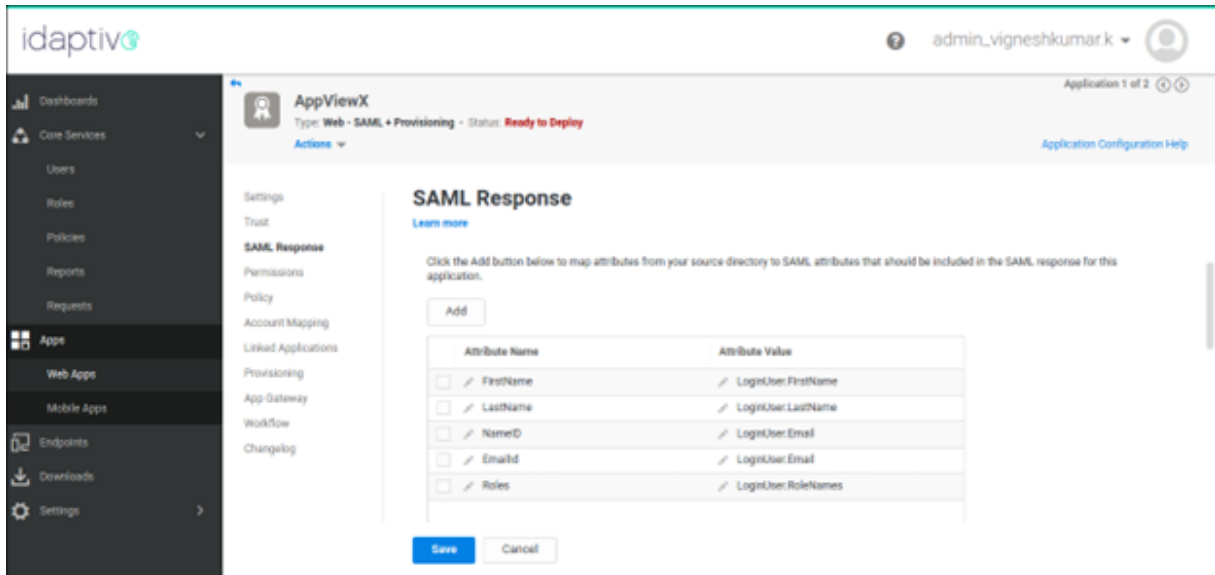 idaptive
admin_vigneshkumar.k
Dashboards
Core Services
Users
Roles
Policies
Reports
Requests
Apps
Web Apps
Mobile Apps
Endpoints
Downloads
Settings
AppViewX
Type: Web - SAML + Provisioning - Status: Ready to Deploy
Actions
Application 1 of 2
Application Configuration Help
Settings
Trust
SAML Response
Permissions
Policy
Account Mapping
Linked Applications
Provisioning
App Gateway
Workflow
Changelog
SAML Response
Learn more
Click the Add button below to map attributes from your source directory to SAML attributes that should be included in the SAML response for this
application.
Add
Attribute Name Attribute Value
FirstName LoginUser.FirstName
LastName LoginUser.LastName
NameID LoginUser.Email
EmailId LoginUser.Email
Roles LoginUser.RoleNames
Save Cancel